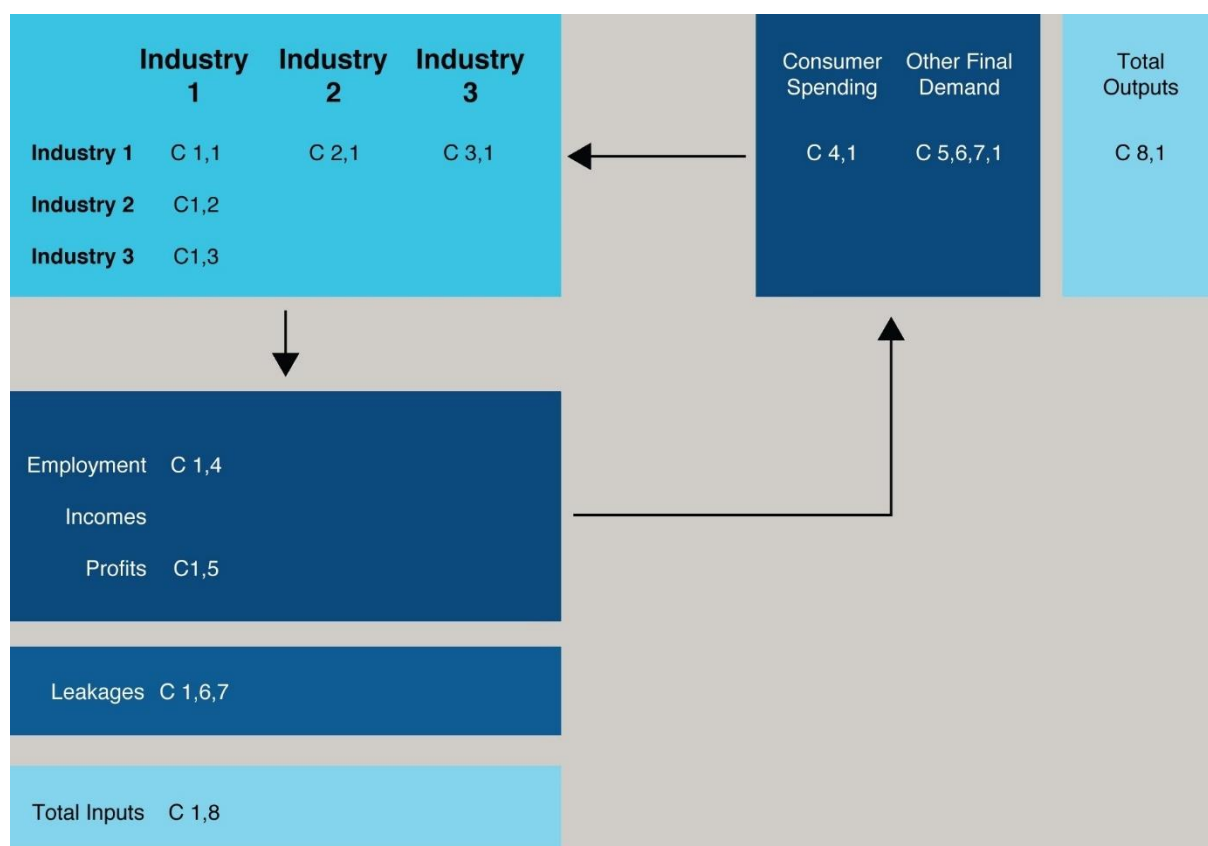 Industry 1 Industry 2 Industry 3 Consumer Spending Other Final Demand Total Outputs
Industry 1 C 1,1 C 2,1 C 3,1 C 4,1 C 5,6,7,1 C 8,1
Industry 2 C1,2
Industry 3 C1,3
Employment C 1,4
Incomes
Profits C1,5
Leakages C 1,6,7
Total Inputs C 1,8